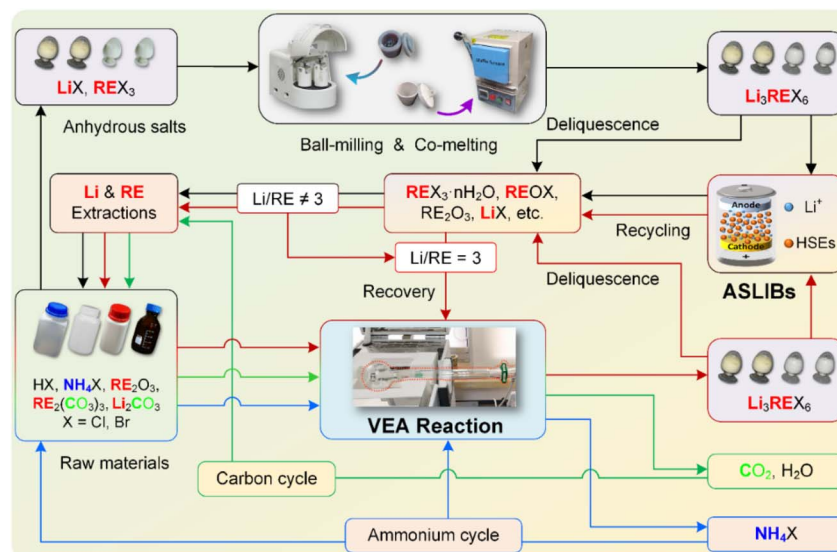 LiX, REX₃
Anhydrous salts
Muffle furnace
Ball-milling & Co-melting
Li₃REX₆
Deliquescence
Li & RE
Extractions
Li/RE ≠ 3
REX₃·nH₂O, REOX,
RE₂O₃, LiX, etc.
Li/RE = 3
Recovery
Recycling
Deliquescence
Anode
Cathode
+
Li⁺
HSEs
ASLIBs
HX, NH₄X, RE₂O₃,
RE₂(CO₃)₃, Li₂CO₃
X = Cl, Br
Raw materials
VEA Reaction
Li₃REX₆
Carbon cycle
CO₂, H₂O
Ammonium cycle
NH₄X